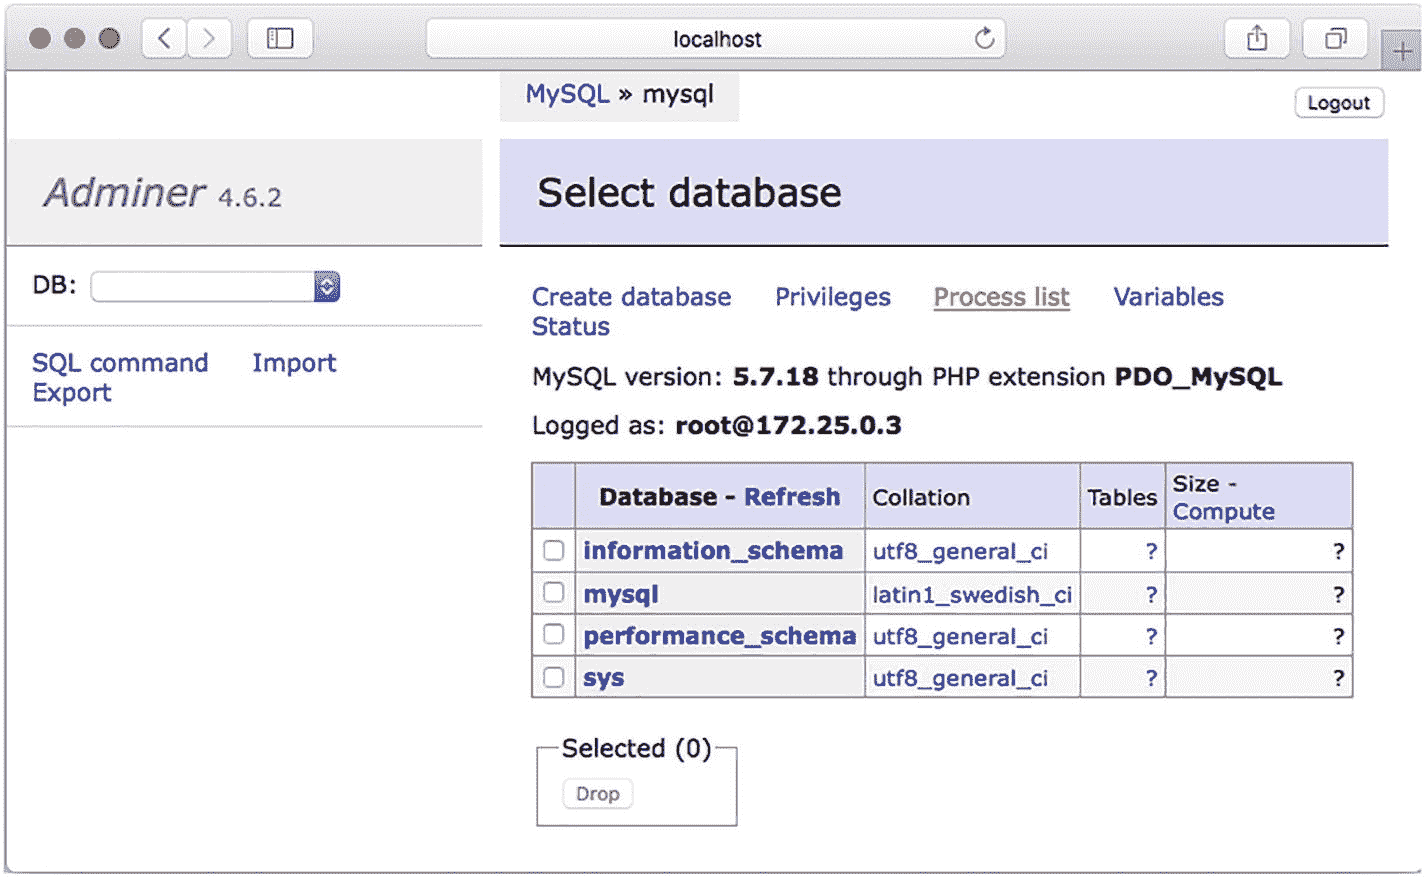 localhost
MySQL » mysql
Logout
Adminer 4.6.2
Select database
DB:
Create database Privileges Process list Variables
Status
SQL command Import
Export
MySQL version: 5.7.18 through PHP extension PDO_MySQL
Logged as: root@172.25.0.3
Database - Refresh Collation Tables Size - Compute
information_schema utf8_general_ci ? ?
mysql latin1_swedish_ci ? ?
performance_schema utf8_general_ci ? ?
sys utf8_general_ci ? ?
Selected (0)
Drop